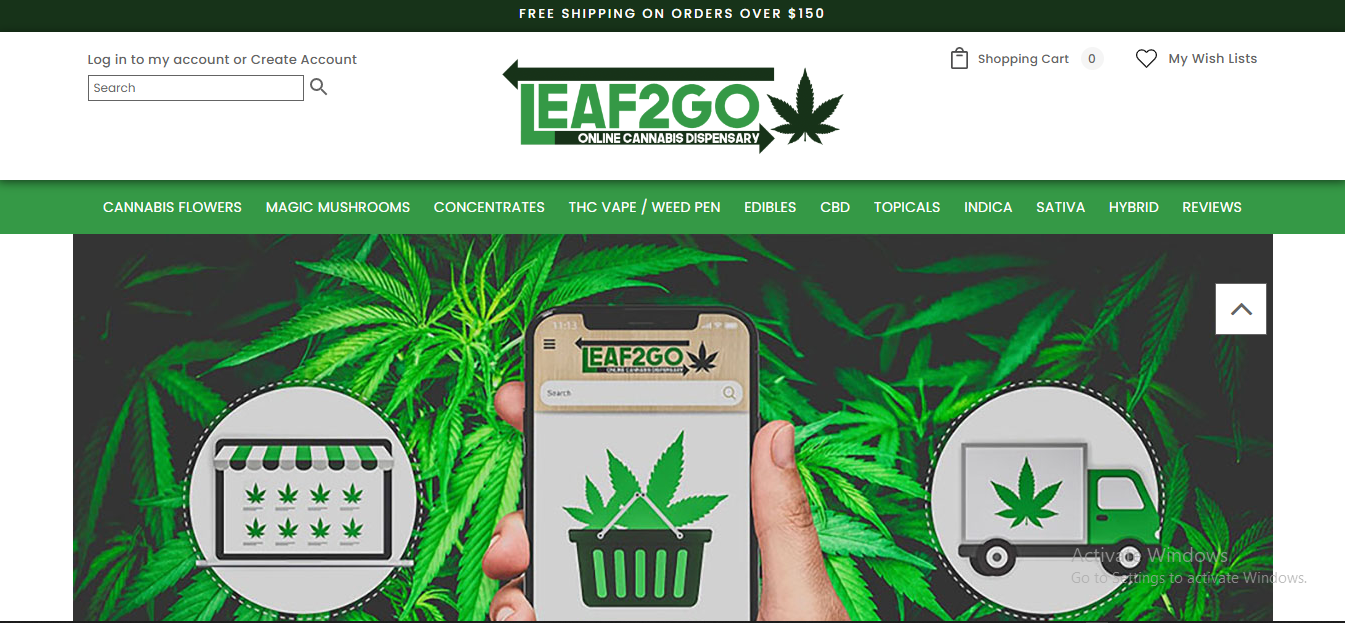 FREE SHIPPING ON ORDERS OVER $150
Log in to my account or Create Account
Search
LEAF2GO
ONLINE CANNABIS DISPENSARY
Shopping Cart 0
My Wish Lists
CANNABIS FLOWERS MAGIC MUSHROOMS CONCENTRATES THC VAPE / WEED PEN EDIBLES CBD TOPICALS INDICA SATIVA HYBRID REVIEWS
11:13
LEAF2GO
ONLINE CANNABIS DISPENSARY
Search
Activate Windows
Go to Settings to activate Windows.